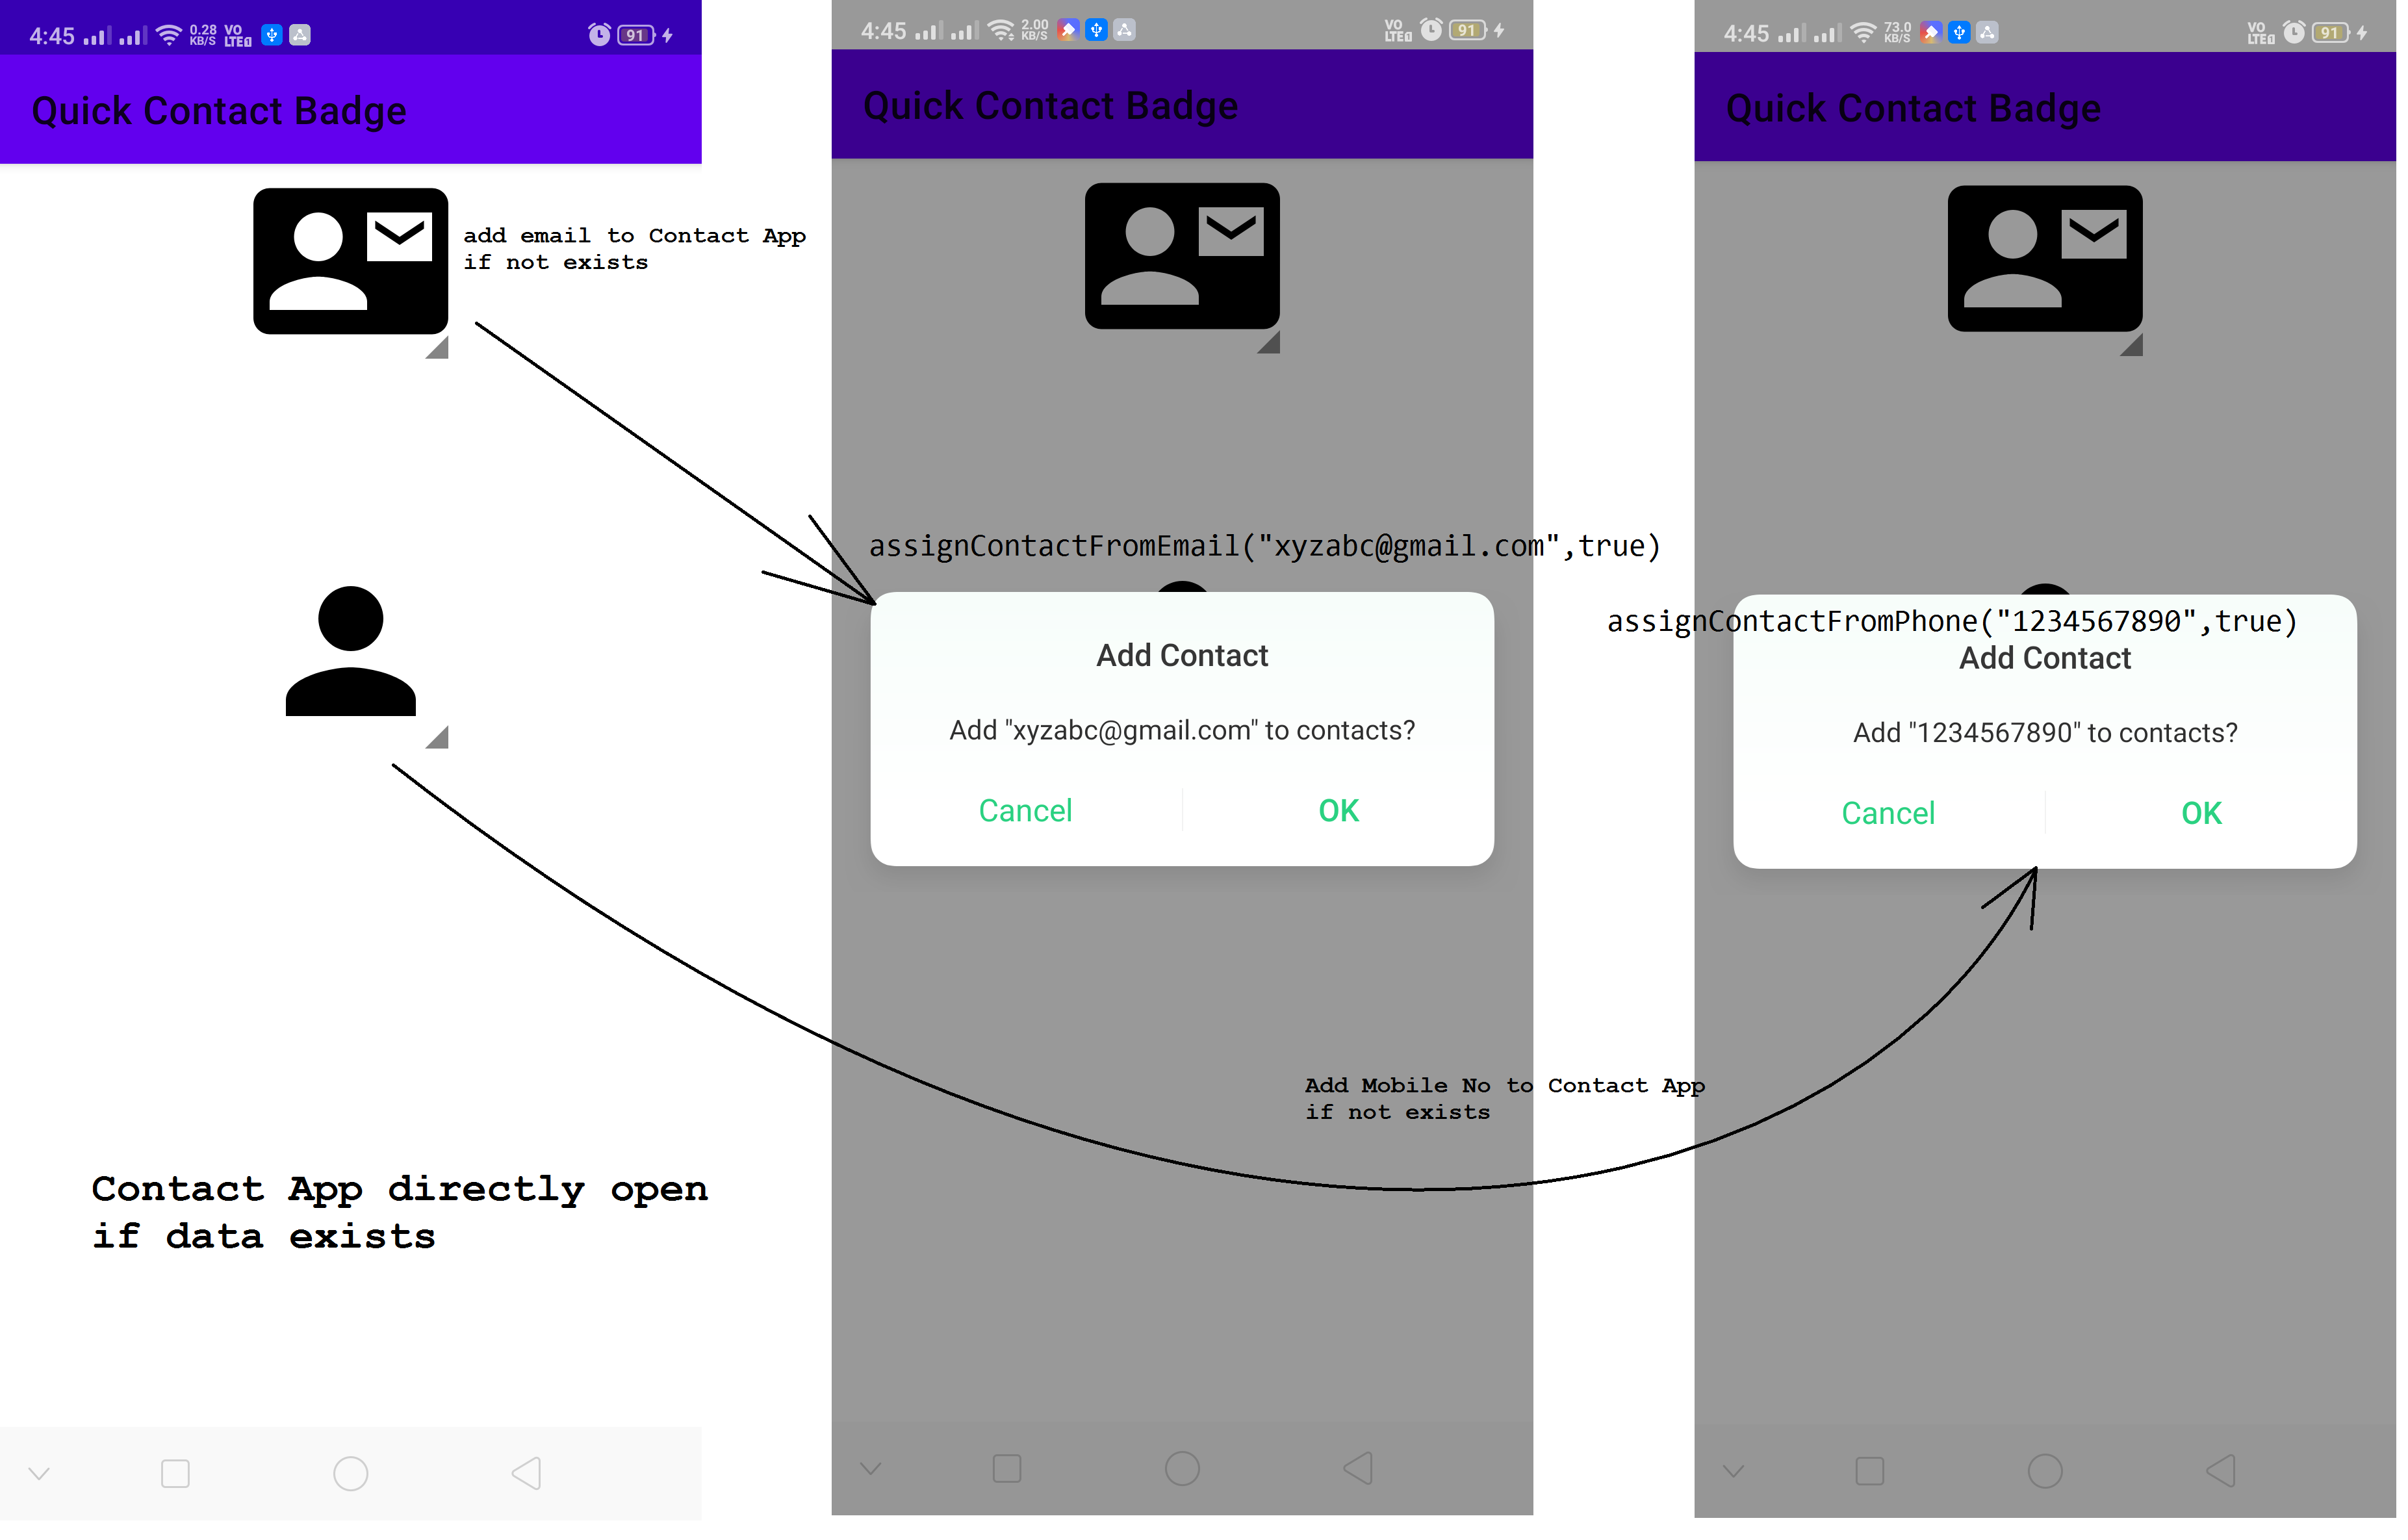 4:45 0.28 KB/S VO LTE1 91
Quick Contact Badge
add email to Contact App
if not exists
Contact App directly open
if data exists
4:45 2.00 KB/S VO LTE1 91
Quick Contact Badge
assignContactFromEmail("xyzabc@gmail.com",true)
Add Contact
Add "xyzabc@gmail.com" to contacts?
Cancel OK
Add Mobile No to Contact App
if not exists
4:45 73.0 KB/S VO LTE1 91
Quick Contact Badge
assignContactFromPhone("1234567890",true)
Add Contact
Add "1234567890" to contacts?
Cancel OK